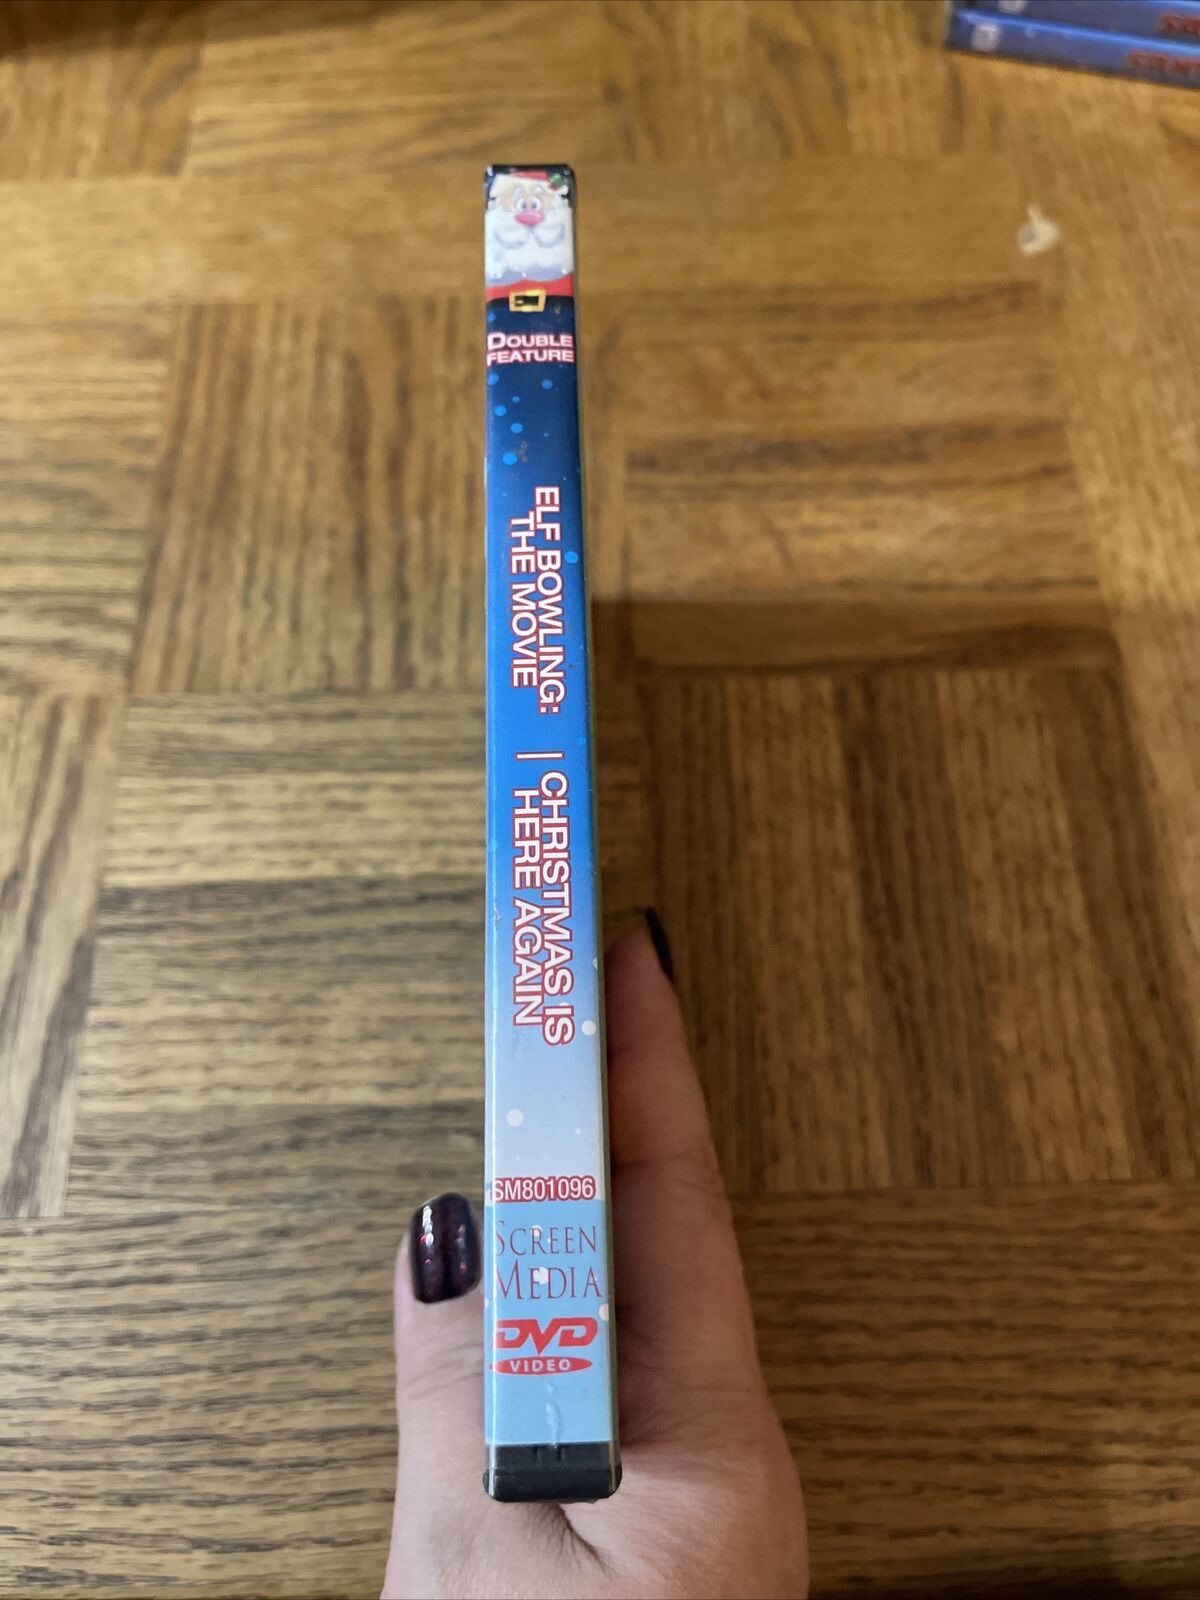 DOUBLE
FEATURE
ELF BOWLING:
THE MOVIE
| CHRISTMAS IS
HERE AGAIN
SM801096
SCREEN
MEDIA
DVD
VIDEO